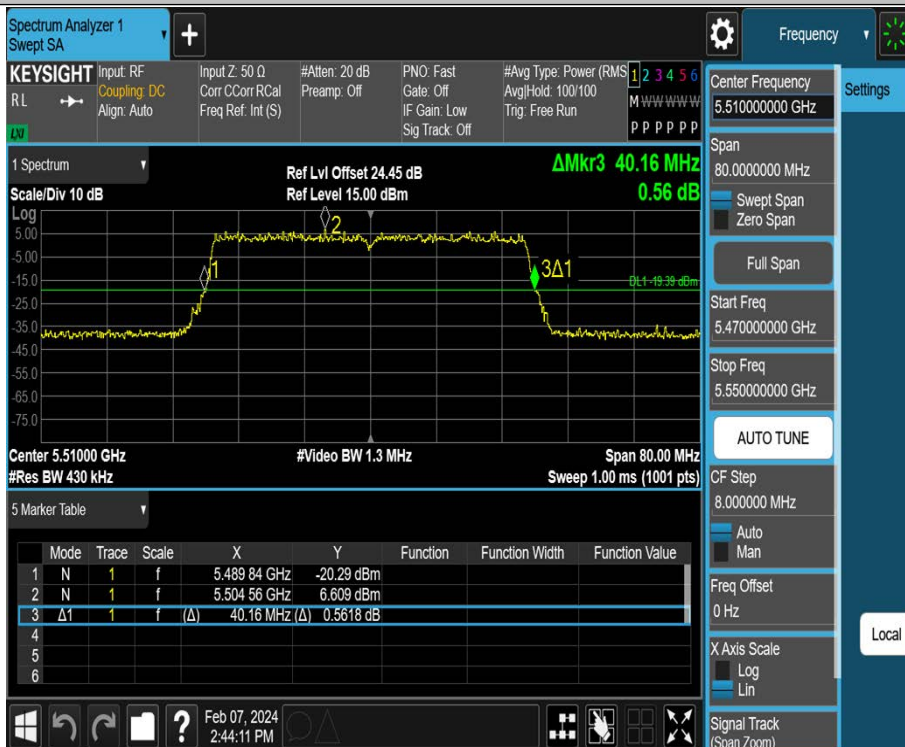 Spectrum Analyzer 1
Swept SA
+
Frequency
KEYSIGHT
RL
LXI
Input: RF
Coupling: DC
Align: Auto
Input Z: 50 Ω
Corr CCorr RCal
Freq Ref: Int (S)
#Atten: 20 dB
Preamp: Off
PNO: Fast
Gate: Off
IF Gain: Low
Sig Track: Off
#Avg Type: Power (RMS
Avg|Hold: 100/100
Trig: Free Run
1 2 3 4 5 6
M W W W W W
P P P P P P
1 Spectrum
Scale/Div 10 dB
Ref Lvl Offset 24.45 dB
Ref Level 15.00 dBm
ΔMkr3 40.16 MHz
0.56 dB
Log
5.00
-5.00
-15.0
-25.0
-35.0
-45.0
-55.0
-65.0
-75.0
1
2
3Δ1
DL1 -19.39 dBm
Center 5.51000 GHz
#Res BW 430 kHz
#Video BW 1.3 MHz
Span 80.00 MHz
Sweep 1.00 ms (1001 pts)
5 Marker Table
Mode Trace Scale X Y Function Function Width Function Value
1 N 1 f 5.489 84 GHz -20.29 dBm
2 N 1 f 5.504 56 GHz 6.609 dBm
3 Δ1 1 f (Δ) 40.16 MHz (Δ) 0.5618 dB
4
5
6
?
Feb 07, 2024
2:44:11 PM
Center Frequency
5.510000000 GHz
Span
80.0000000 MHz
Swept Span
Zero Span
Full Span
Start Freq
5.470000000 GHz
Stop Freq
5.550000000 GHz
AUTO TUNE
CF Step
8.000000 MHz
Auto
Man
Freq Offset
0 Hz
X Axis Scale
Log
Lin
Signal Track
(Span Zoom)
Settings
Local